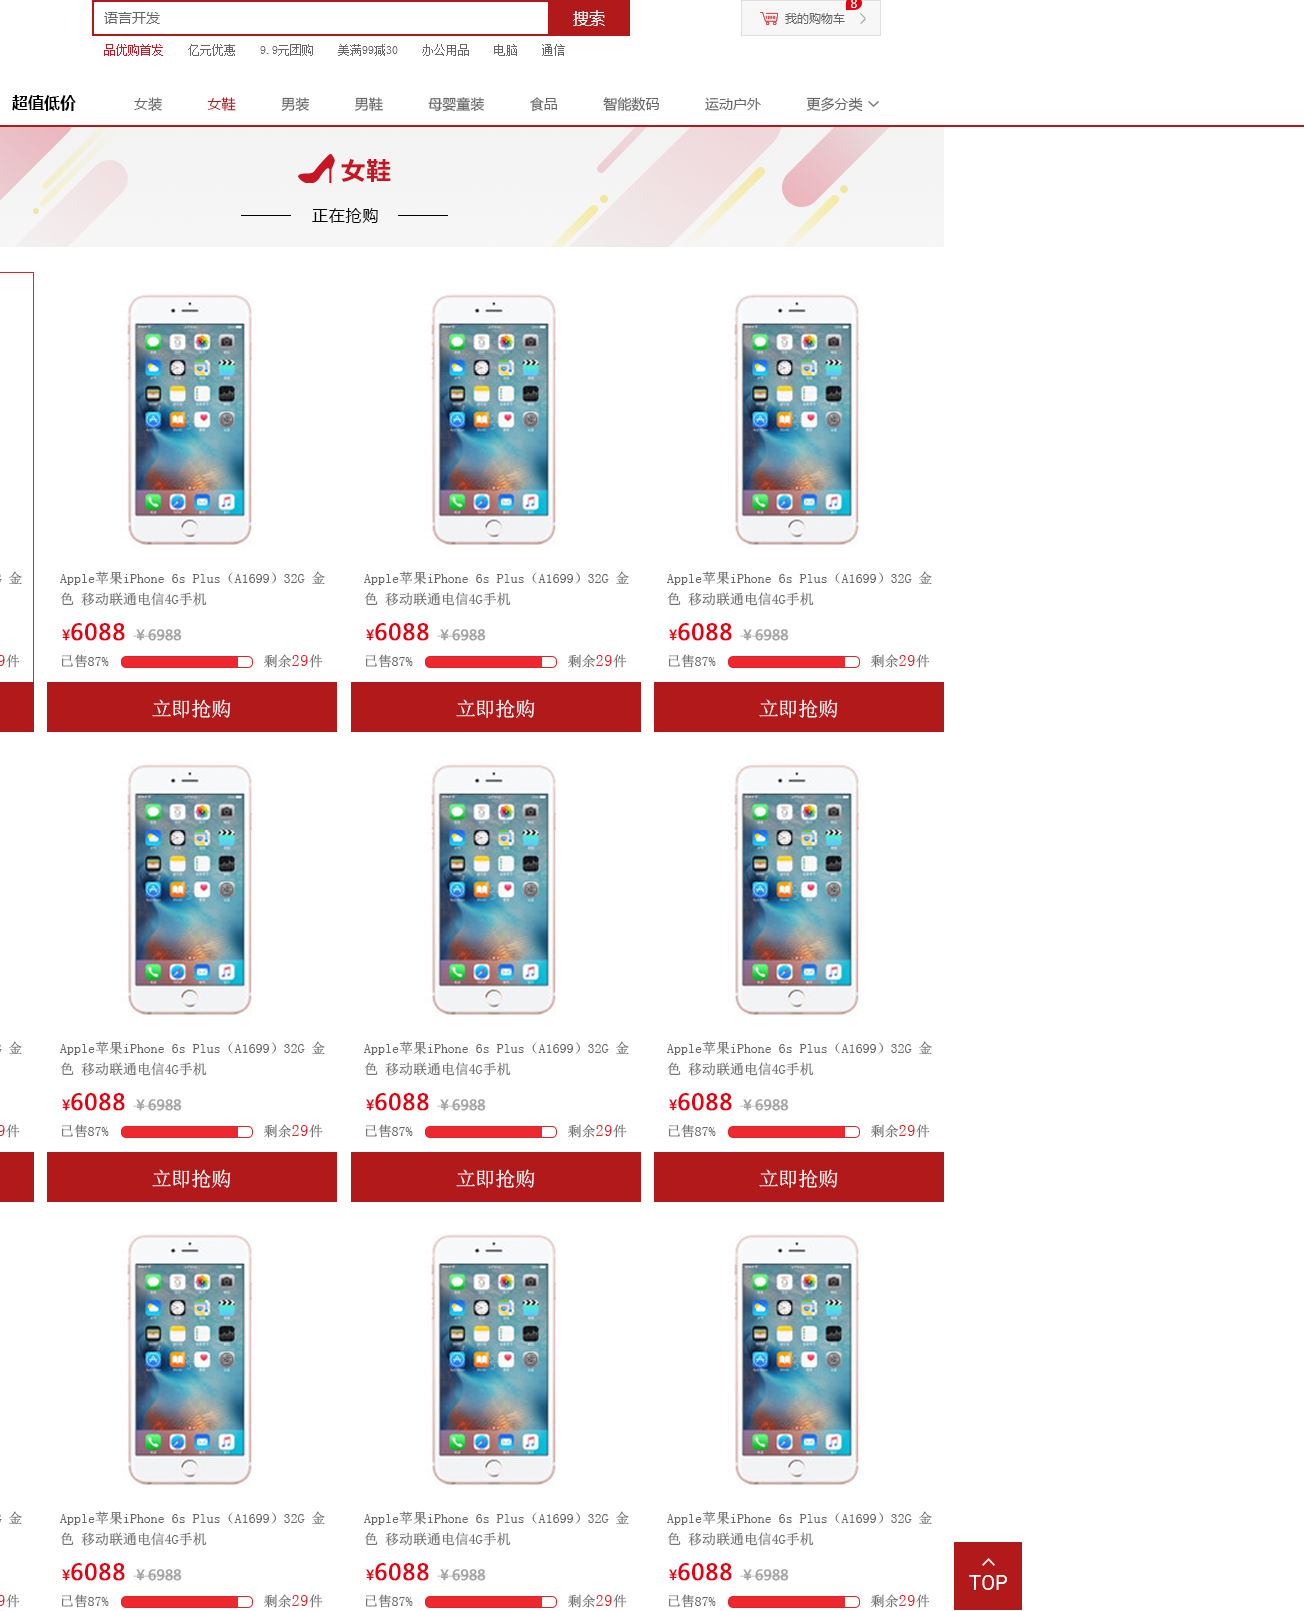 语言开发
搜索
8
我的购物车
品优购首发 亿元优惠 9.9元团购 美满99减30 办公用品 电脑 通信
超值低价 女装 女鞋 男装 男鞋 母婴童装 食品 智能数码 运动户外 更多分类
女鞋
正在抢购
金 Apple苹果iPhone 6s Plus（A1699）32G 金 Apple苹果iPhone 6s Plus（A1699）32G 金 Apple苹果iPhone 6s Plus（A1699）32G 金
色 移动联通电信4G手机 色 移动联通电信4G手机 色 移动联通电信4G手机
¥6088 ¥6988 ¥6088 ¥6988 ¥6088 ¥6988
9件 已售87% 剩余29件 已售87% 剩余29件 已售87% 剩余29件
立即抢购 立即抢购 立即抢购
金 Apple苹果iPhone 6s Plus（A1699）32G 金 Apple苹果iPhone 6s Plus（A1699）32G 金 Apple苹果iPhone 6s Plus（A1699）32G 金
色 移动联通电信4G手机 色 移动联通电信4G手机 色 移动联通电信4G手机
¥6088 ¥6988 ¥6088 ¥6988 ¥6088 ¥6988
9件 已售87% 剩余29件 已售87% 剩余29件 已售87% 剩余29件
立即抢购 立即抢购 立即抢购
金 Apple苹果iPhone 6s Plus（A1699）32G 金 Apple苹果iPhone 6s Plus（A1699）32G 金 Apple苹果iPhone 6s Plus（A1699）32G 金
色 移动联通电信4G手机 色 移动联通电信4G手机 色 移动联通电信4G手机
¥6088 ¥6988 ¥6088 ¥6988 ¥6088 ¥6988
9件 已售87% 剩余29件 已售87% 剩余29件 已售87% 剩余29件
TOP